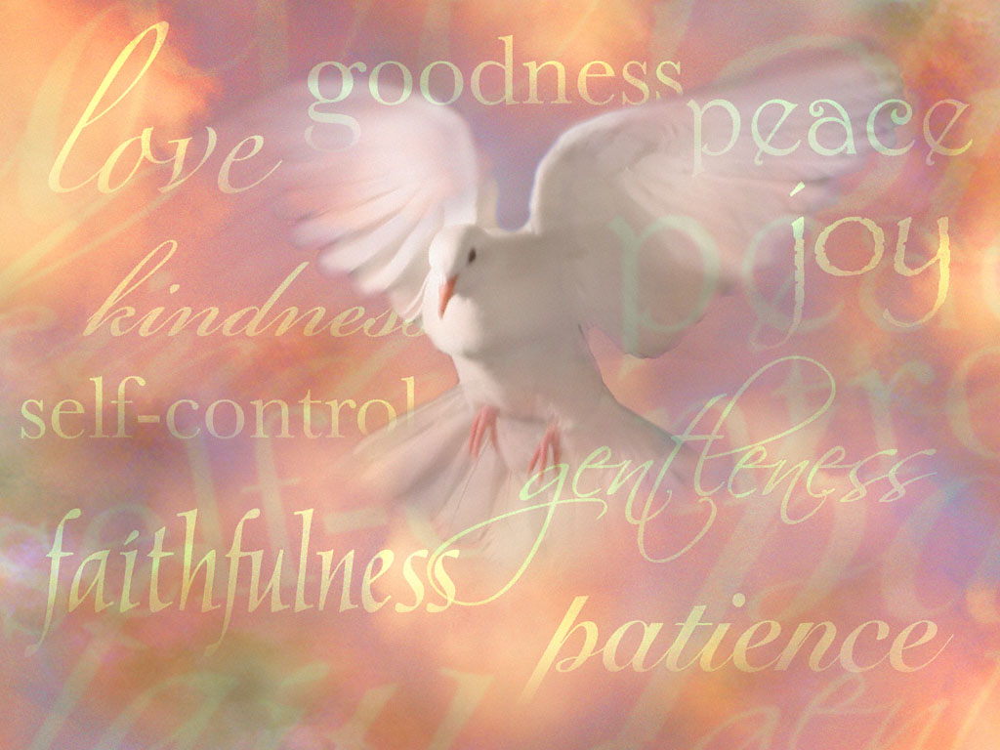 goodness
love
peace
joy
kindness
self-control
gentleness
faithfulness
patience